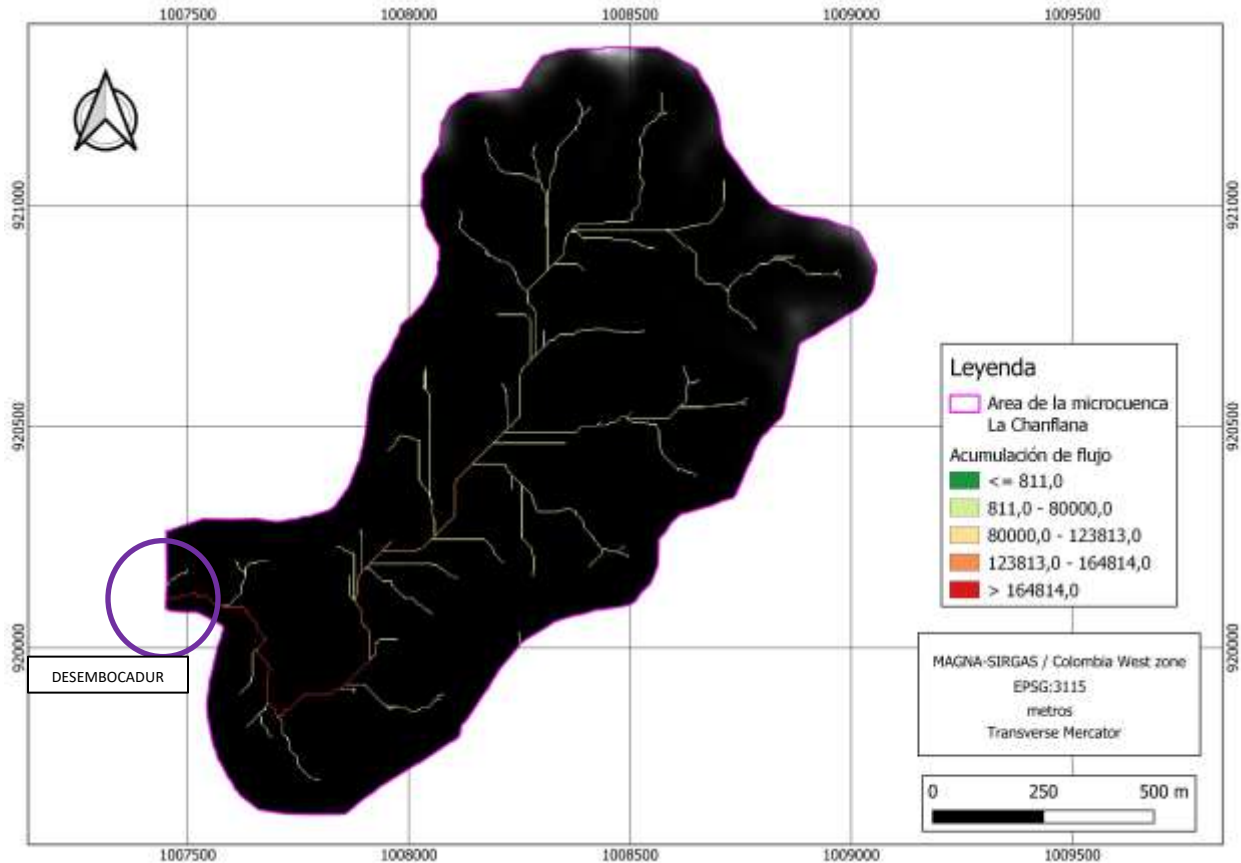 1007500 1008000 1008500 1009000 1009500
921000 921000
920500 920500
920000 920000
Leyenda
Area de la microcuenca
La Chanflana
Acumulación de flujo
<= 811,0
811,0 - 80000,0
80000,0 - 123813,0
123813,0 - 164814,0
> 164814,0
DESEMBOCADUR
MAGNA-SIRGAS / Colombia West zone
EPSG:3115
metros
Transverse Mercator
0 250 500 m
1007500 1008000 1008500 1009000 1009500